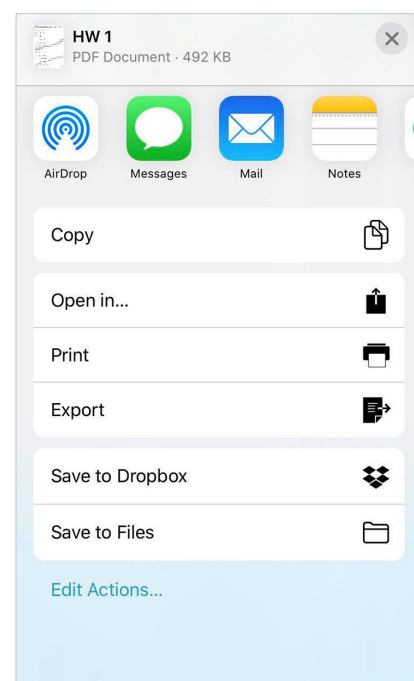 HW 1
PDF Document · 492 KB
AirDrop
Messages
Mail
Notes
Copy
Open in...
Print
Export
Save to Dropbox
Save to Files
Edit Actions...